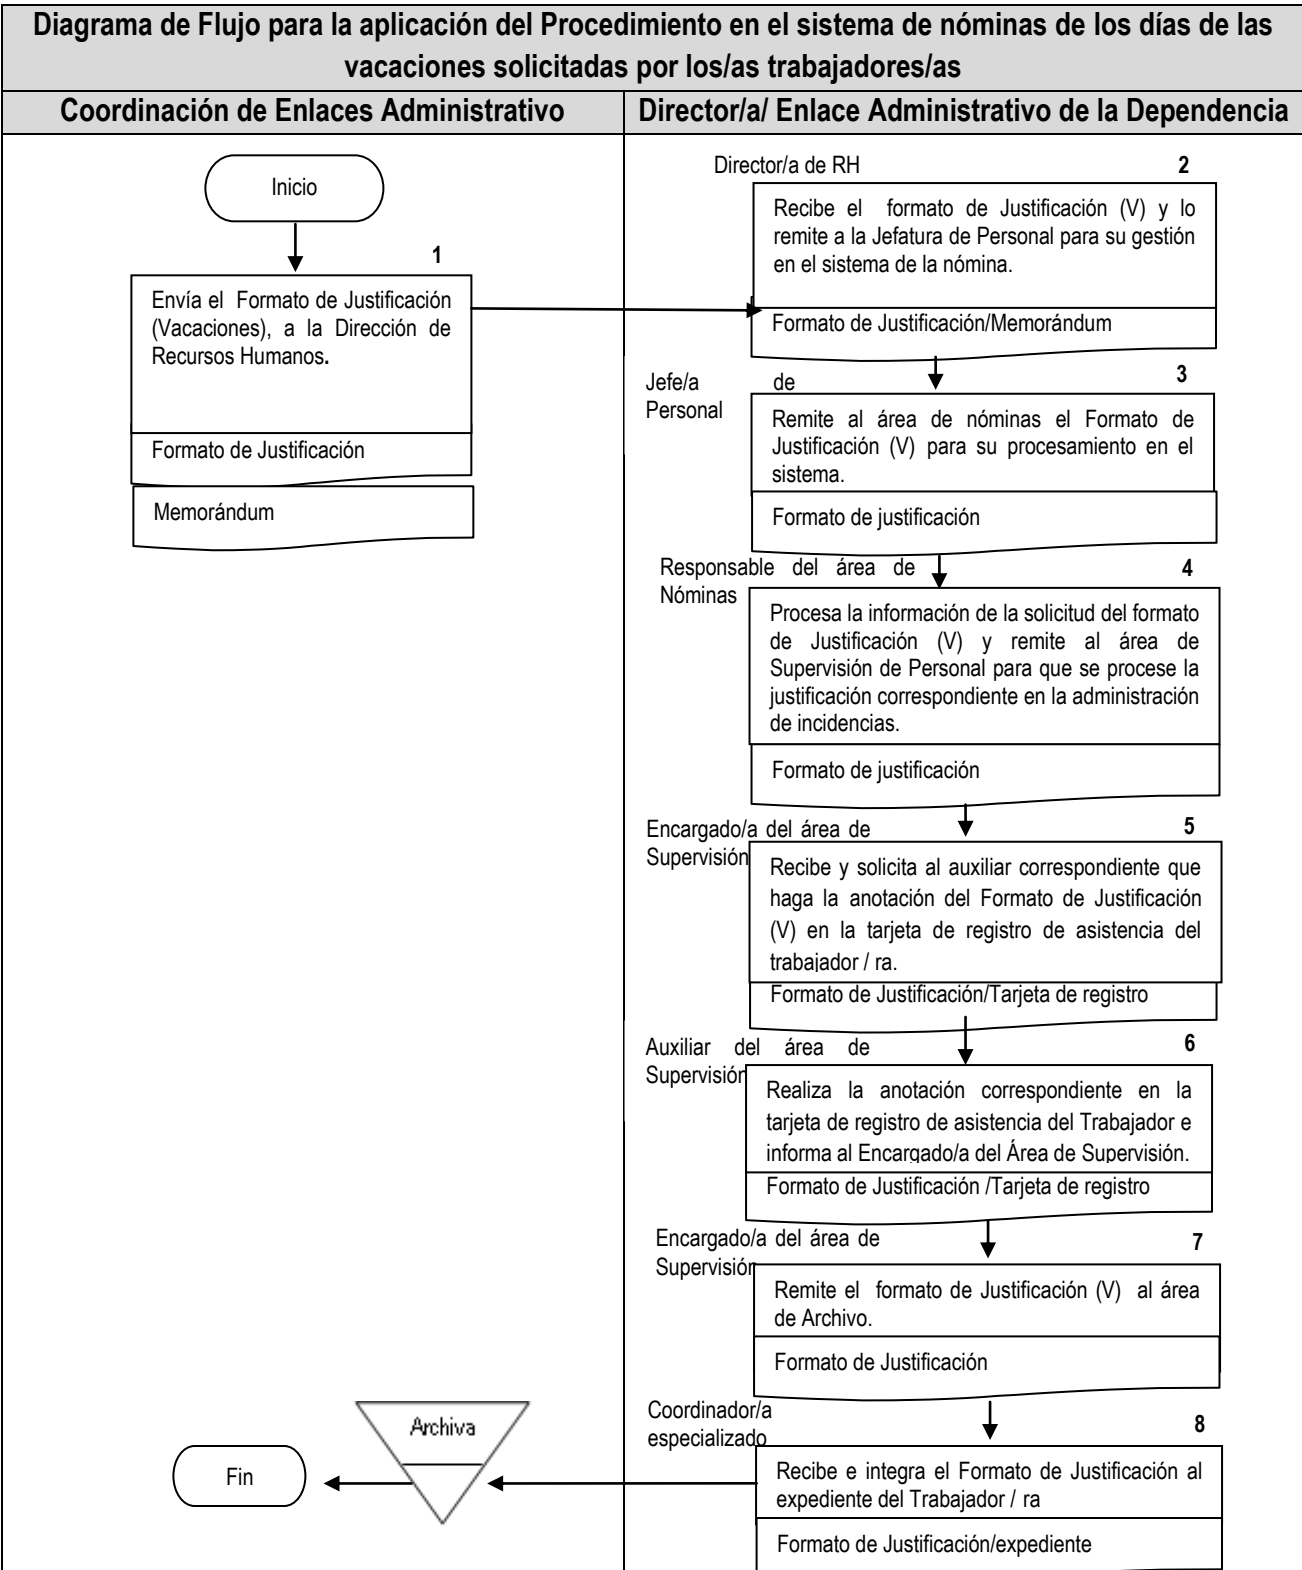 Diagrama de Flujo para la aplicación del Procedimiento en el sistema de nóminas de los días de las
vacaciones solicitadas por los/as trabajadores/as
Coordinación de Enlaces Administrativo
Director/a/ Enlace Administrativo de la Dependencia
Inicio
1
Envía el Formato de Justificación
(Vacaciones), a la Dirección de
Recursos Humanos.
Formato de Justificación
Memorándum
Director/a de RH
2
Recibe el formato de Justificación (V) y lo
remite a la Jefatura de Personal para su gestión
en el sistema de la nómina.
Formato de Justificación/Memorándum
Jefe/a de
Personal
3
Remite al área de nóminas el Formato de
Justificación (V) para su procesamiento en el
sistema.
Formato de justificación
Responsable del área de
Nóminas
4
Procesa la información de la solicitud del formato
de Justificación (V) y remite al área de
Supervisión de Personal para que se procese la
justificación correspondiente en la administración
de incidencias.
Formato de justificación
Encargado/a del área de
Supervisión
5
Recibe y solicita al auxiliar correspondiente que
haga la anotación del Formato de Justificación
(V) en la tarjeta de registro de asistencia del
trabajador / ra.
Formato de Justificación/Tarjeta de registro
Auxiliar del área de
Supervisión
6
Realiza la anotación correspondiente en la
tarjeta de registro de asistencia del Trabajador e
informa al Encargado/a del Área de Supervisión.
Formato de Justificación /Tarjeta de registro
Encargado/a del área de
Supervisión
7
Remite el formato de Justificación (V) al área
de Archivo.
Formato de Justificación
Coordinador/a
especializado
8
Recibe e integra el Formato de Justificación al
expediente del Trabajador / ra
Formato de Justificación/expediente
Archiva
Fin